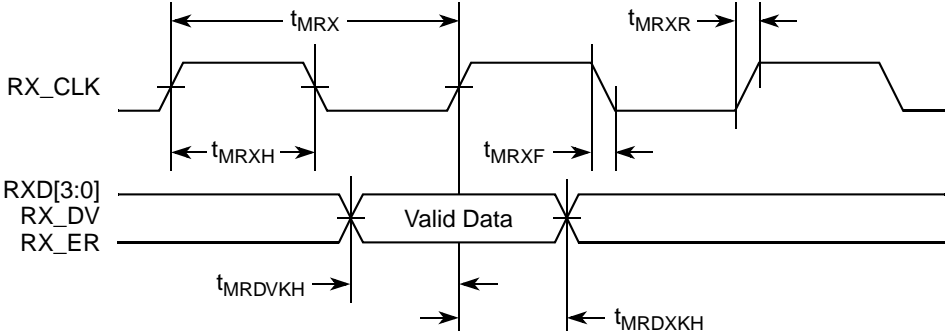 tMRX
tMRXR
RX_CLK
tMRXH
tMRXF
RXD[3:0]
RX_DV
RX_ER
Valid Data
tMRDVKH
tMRDXKH